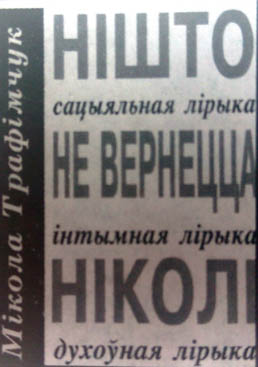 Мікола Трафімчук
НІШТО
сацыяльная лірыка
НЕ ВЕРНЕЦЦА
інтымная лірыка
НІКОЛІ
духоўная лірыка